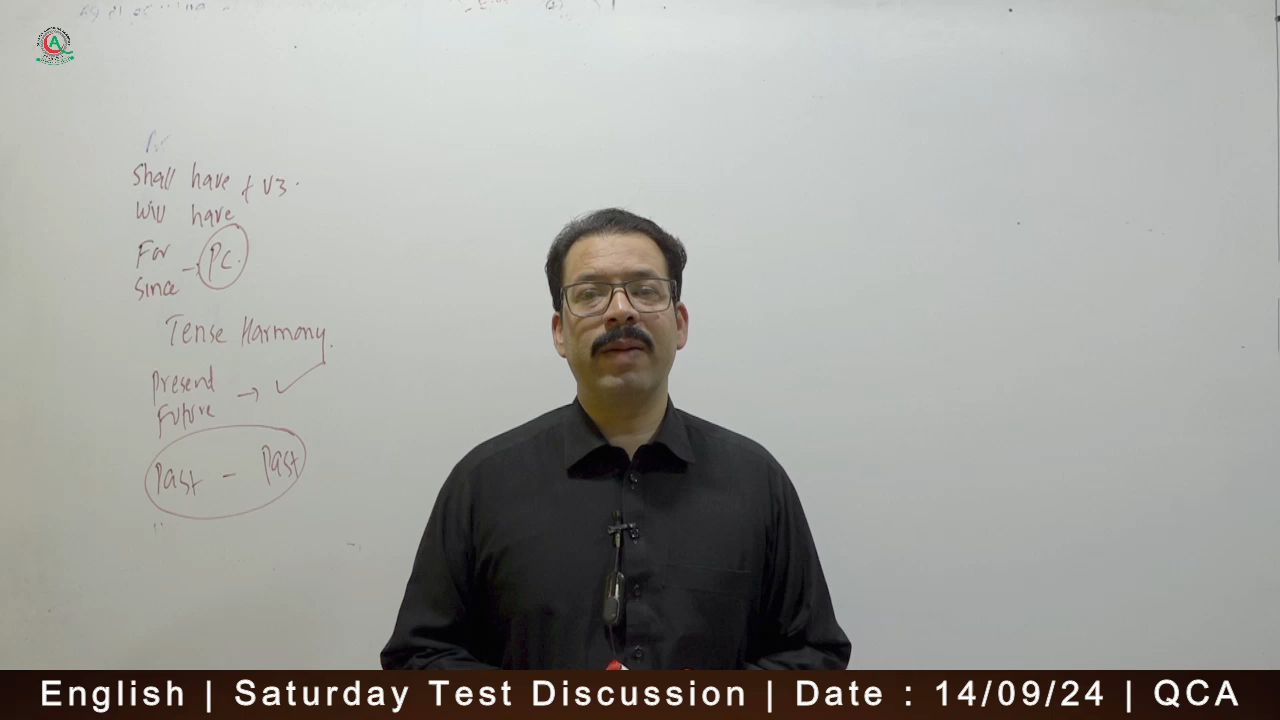 Shall have + V3.
Will have
For
Since → PC.
Tense Harmony.
Present
Future → ✓
Past - Past
English | Saturday Test Discussion | Date : 14/09/24 | QCA